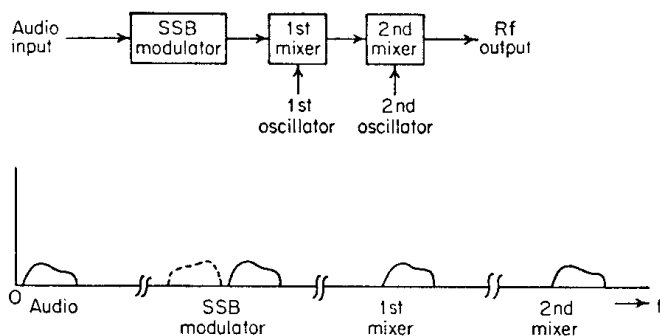 Audio
input
SSB
modulator
1st
mixer
2nd
mixer
Rf
output
1st
oscillator
2nd
oscillator
O
Audio
SSB
modulator
1st
mixer
2nd
mixer
f